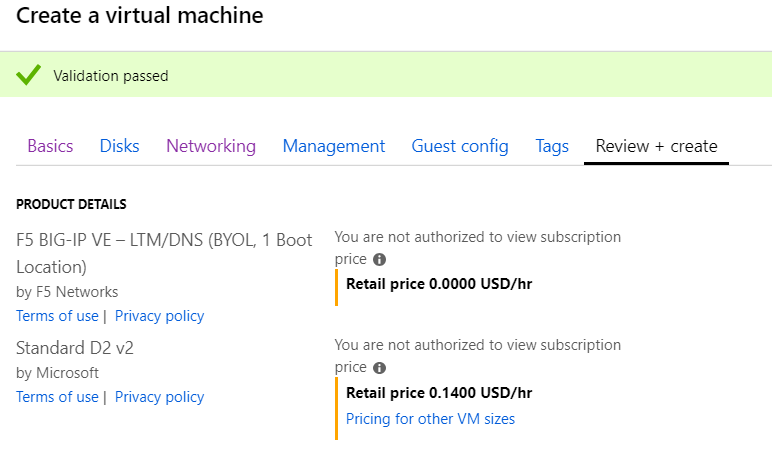 Create a virtual machine
Validation passed
Basics Disks Networking Management Guest config Tags Review + create
PRODUCT DETAILS
F5 BIG-IP VE – LTM/DNS (BYOL, 1 Boot
Location)
by F5 Networks
Terms of use | Privacy policy
You are not authorized to view subscription
price
Retail price 0.0000 USD/hr
Standard D2 v2
by Microsoft
Terms of use | Privacy policy
You are not authorized to view subscription
price
Retail price 0.1400 USD/hr
Pricing for other VM sizes